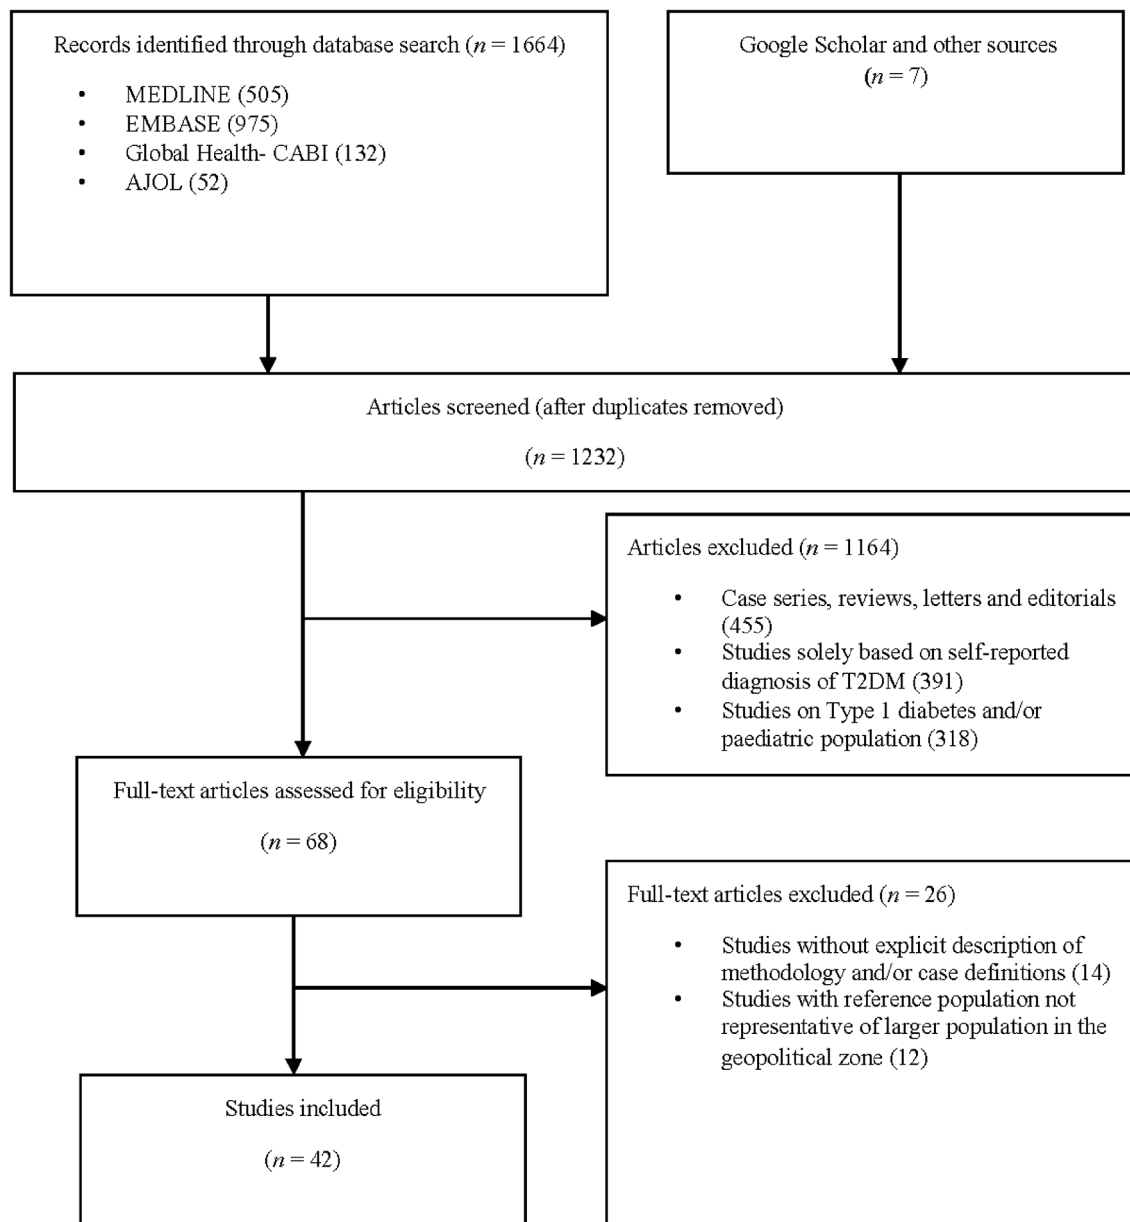 Records identified through database search (n = 1664)
• MEDLINE (505)
• EMBASE (975)
• Global Health- CABI (132)
• AJOL (52)
Google Scholar and other sources
(n = 7)
Articles screened (after duplicates removed)
(n = 1232)
Articles excluded (n = 1164)
• Case series, reviews, letters and editorials
(455)
• Studies solely based on self-reported
diagnosis of T2DM (391)
• Studies on Type 1 diabetes and/or
paediatric population (318)
Full-text articles assessed for eligibility
(n = 68)
Full-text articles excluded (n = 26)
• Studies without explicit description of
methodology and/or case definitions (14)
• Studies with reference population not
representative of larger population in the
geopolitical zone (12)
Studies included
(n = 42)